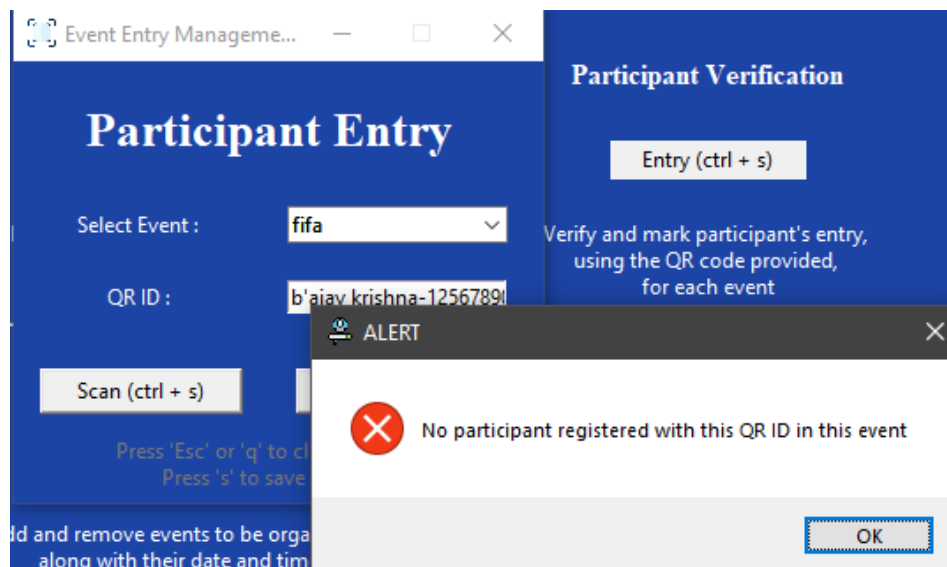 Event Entry Manageme...
Participant Entry
Select Event :
fifa
QR ID :
b'ajay krishna-1256789
Scan (ctrl + s)
Press 'Esc' or 'q' to cl
Press 's' to save
Participant Verification
Entry (ctrl + s)
Verify and mark participant's entry,
using the QR code provided,
for each event
ALERT
No participant registered with this QR ID in this event
OK
and remove events to be orga
along with their date and tim